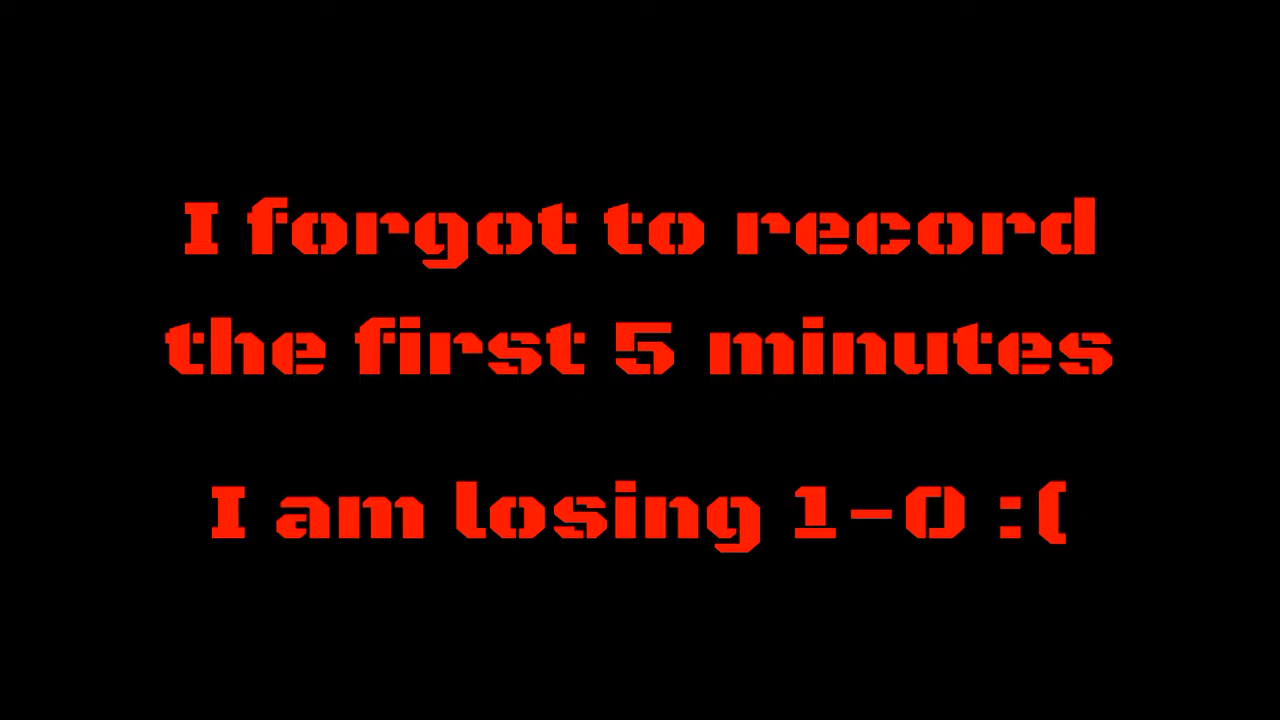 I forgot to record
the first 5 minutes
I am losing 1-0 :(